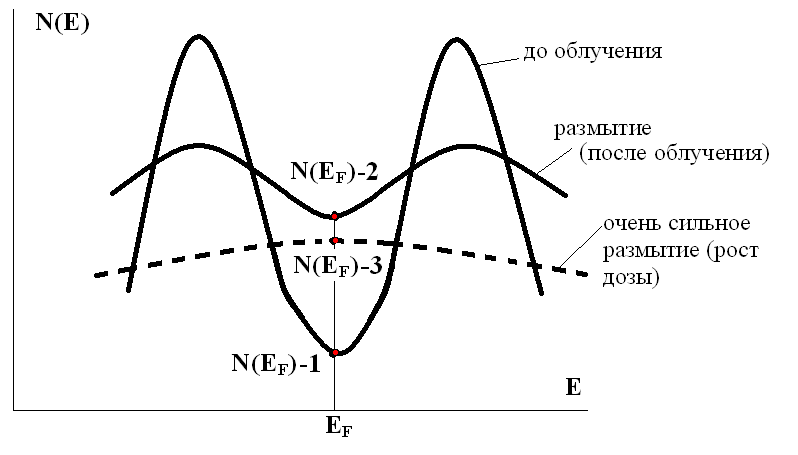 N(E)
до облучения
размытие
(после облучения)
N(EF)-2
очень сильное
размытие (рост
дозы)
N(EF)-3
N(EF)-1
E
EF